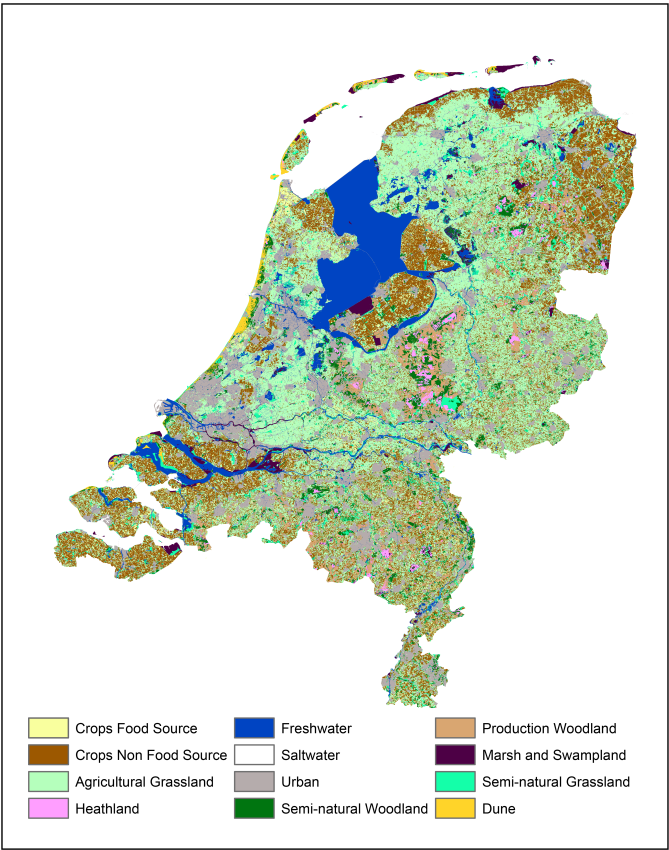 Crops Food Source
Freshwater
Production Woodland
Crops Non Food Source
Saltwater
Marsh and Swampland
Agricultural Grassland
Urban
Semi-natural Grassland
Heathland
Semi-natural Woodland
Dune